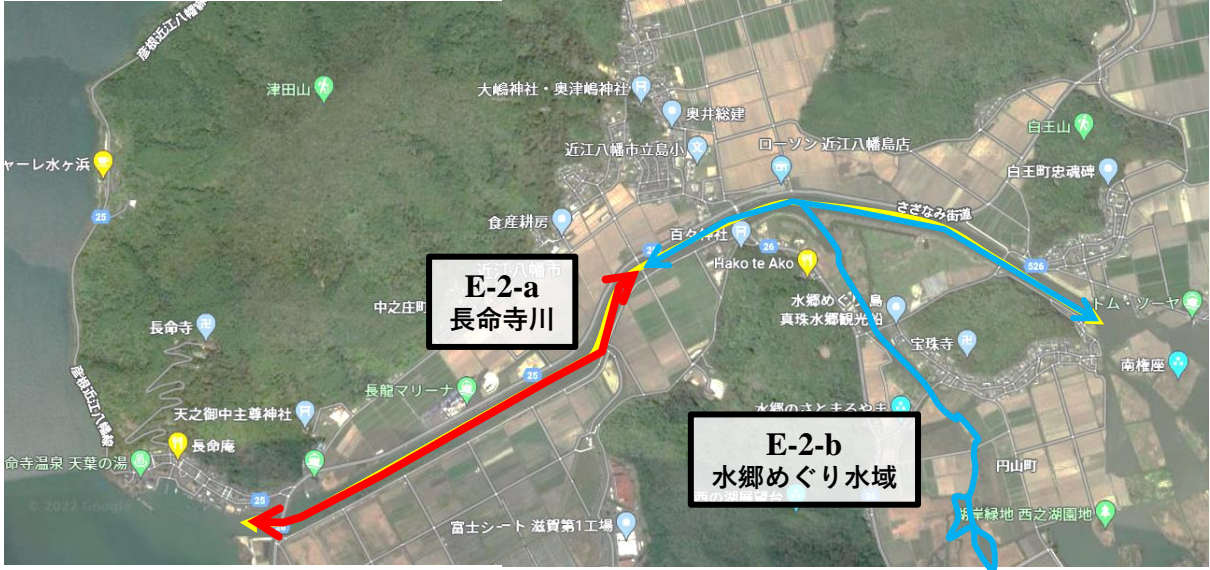 彦根近江八幡線
津田山
大嶋神社・奥津嶋神社
奥井総建
ャーレ水ヶ浜
近江八幡市立島小
ローソン 近江八幡島店
白王山
白王町忠魂碑
25
食産耕房
さざなみ街道
百々神社
25
26
Hako te Ako
近江八幡市
526
E-2-a
長命寺川
中之庄町
水郷めぐり 島
真珠水郷観光船
トム・ソーヤ
長命寺
宝珠寺
南権座
25
長龍マリーナ
彦根近江八幡線
天之御中主尊神社
水郷のさとまるやま
長命庵
E-2-b
水郷めぐり水域
命寺温泉 天葉の湯
円山町
25
西の湖展望台
© 2022 Google
富士シート 滋賀第1工場
湖岸緑地 西之湖園地